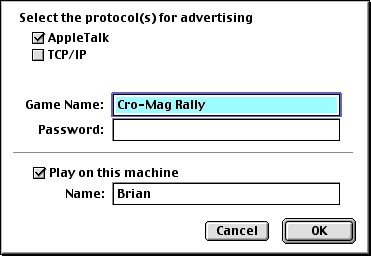 Select the protocol(s) for advertising
AppleTalk
TCP/IP
Game Name: Cro-Mag Rally
Password:
Play on this machine
Name: Brian
Cancel OK